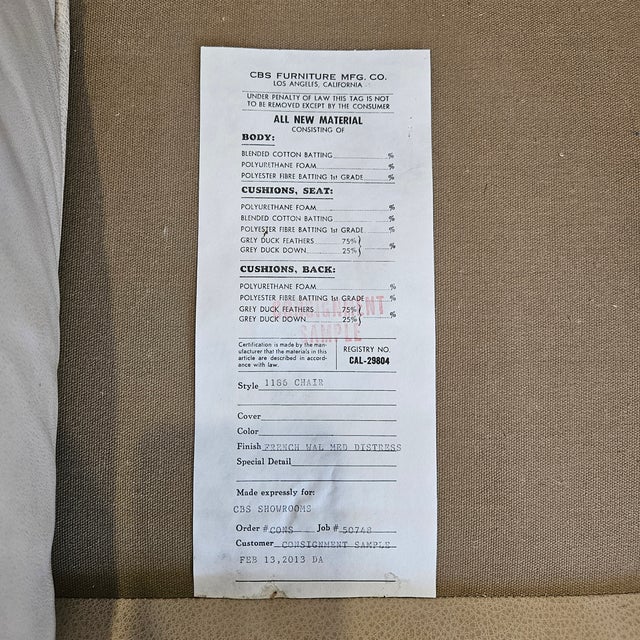 CBS FURNITURE MFG. CO.
LOS ANGELES, CALIFORNIA
UNDER PENALTY OF LAW THIS TAG IS NOT
TO BE REMOVED EXCEPT BY THE CONSUMER
ALL NEW MATERIAL
CONSISTING OF
BODY:
BLENDED COTTON BATTING %
POLYURETHANE FOAM %
POLYESTER FIBRE BATTING 1st GRADE %
CUSHIONS, SEAT:
POLYURETHANE FOAM %
BLENDED COTTON BATTING %
POLYESTER FIBRE BATTING 1st GRADE %
GREY DUCK FEATHERS 75% } %
GREY DUCK DOWN 25%
CUSHIONS, BACK:
POLYURETHANE FOAM %
POLYESTER FIBRE BATTING 1st GRADE %
GREY DUCK FEATHERS 75% } %
GREY DUCK DOWN 25%
CONSIGNMENT
SAMPLE
Certification is made by the man-
ufacturer that the materials in this
article are described in accord-
ance with law.
REGISTRY NO.
CAL-29804
Style 1186 CHAIR
Cover
Color
Finish FRENCH WAL MED DISTRESS
Special Detail
Made expressly for:
CBS SHOWROOMS
Order # CONS Job # 50748
Customer CONSIGNMENT SAMPLE
FEB 13,2013 DA